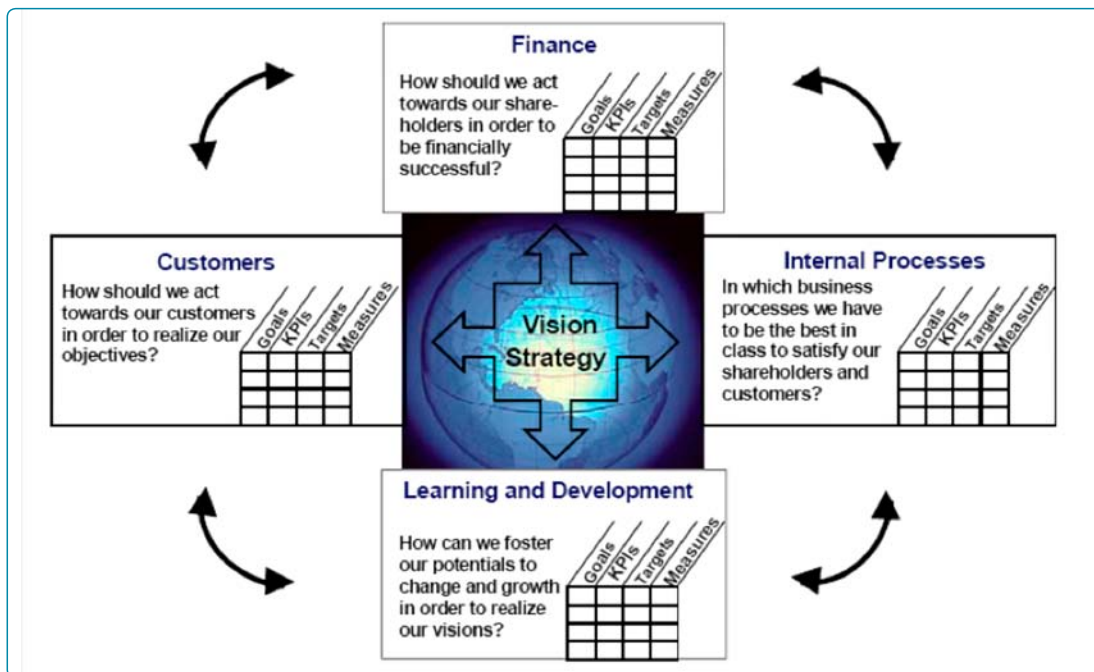 Finance
How should we act
towards our share-
holders in order to
be financially
successful?
Goals
KPIs
Targets
Measures
Customers
How should we act
towards our customers
in order to realize our
objectives?
Goals
KPIs
Targets
Measures
Vision
Strategy
Internal Processes
In which business
processes we have
to be the best in
class to satisfy our
shareholders and
customers?
Goals
KPIs
Targets
Measures
Learning and Development
How can we foster
our potentials to
change and growth
in order to realize
our visions?
Goals
KPIs
Targets
Measures